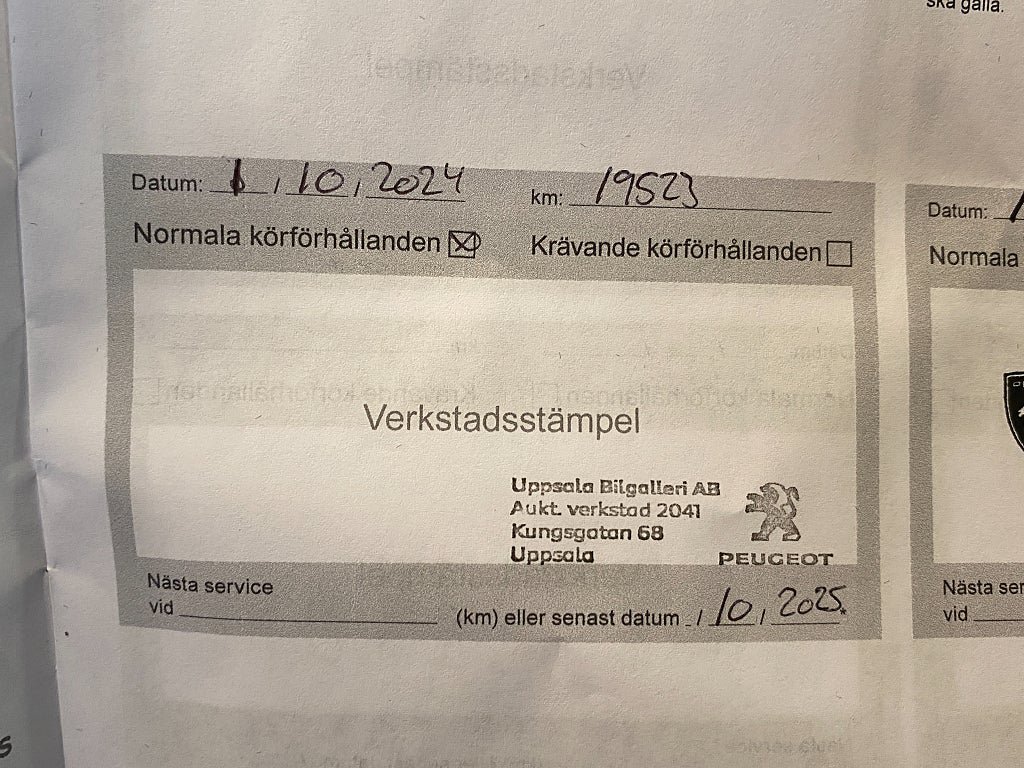 ska gälla.
Datum: / 10 / 2024 km: 19523
Normala körförhållanden Krävande körförhållanden
Verkstadsstämpel
Uppsala Bilgalleri AB
Aukt. verkstad 2041
Kungsgatan 68
Uppsala
PEUGEOT
Nästa service
vid (km) eller senast datum / 10 / 2025.
Datum:
Normala
Nästa ser
vid